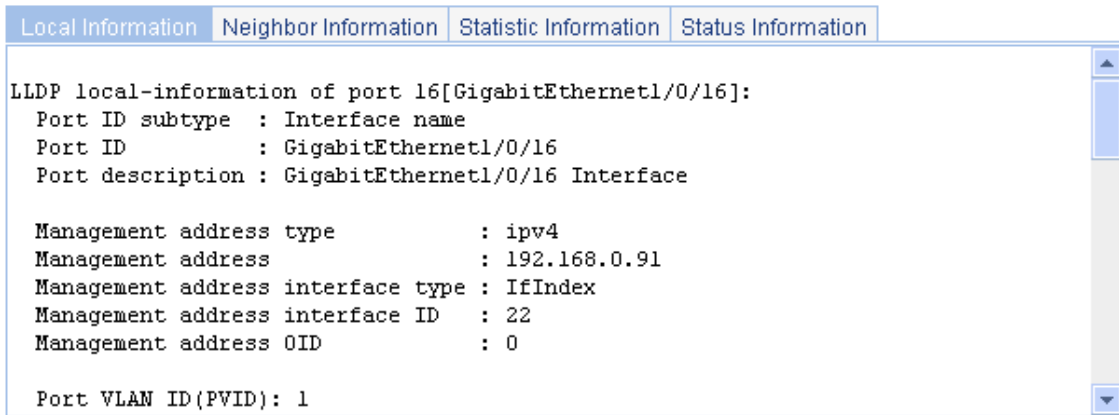 Local Information Neighbor Information Statistic Information Status Information
LLDP local-information of port 16[GigabitEthernet1/0/16]:
Port ID subtype : Interface name
Port ID : GigabitEthernet1/0/16
Port description : GigabitEthernet1/0/16 Interface
Management address type : ipv4
Management address : 192.168.0.91
Management address interface type : IfIndex
Management address interface ID : 22
Management address OID : 0
Port VLAN ID(PVID): 1